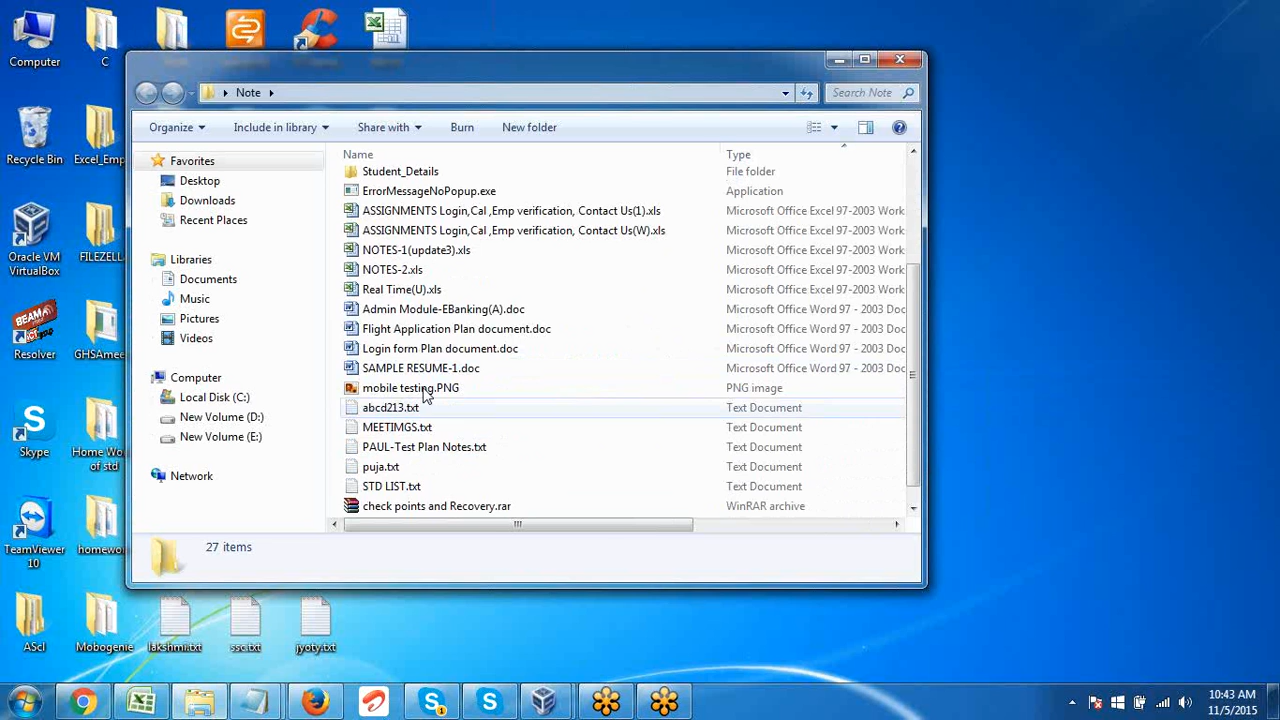 Computer
C
Note
Search Note
Organize
Include in library
Share with
Burn
New folder
Recycle Bin
Excel_Emp
Favorites
Desktop
Downloads
Recent Places
Libraries
Documents
Music
Pictures
Videos
Computer
Local Disk (C:)
New Volume (D:)
New Volume (E:)
Network
Name
Type
Student_Details
File folder
ErrorMessageNoPopup.exe
Application
ASSIGNMENTS Login,Cal ,Emp verification, Contact Us(1).xls
Microsoft Office Excel 97-2003 Work
ASSIGNMENTS Login,Cal ,Emp verification, Contact Us(W).xls
Microsoft Office Excel 97-2003 Work
NOTES-1(update3).xls
Microsoft Office Excel 97-2003 Work
NOTES-2.xls
Microsoft Office Excel 97-2003 Work
Real Time(U).xls
Microsoft Office Excel 97-2003 Work
Admin Module-EBanking(A).doc
Microsoft Office Word 97 - 2003 Doc
Flight Application Plan document.doc
Microsoft Office Word 97 - 2003 Doc
Login form Plan document.doc
Microsoft Office Word 97 - 2003 Doc
SAMPLE RESUME-1.doc
Microsoft Office Word 97 - 2003 Doc
mobile testing.PNG
PNG image
abcd213.txt
Text Document
MEETIMGS.txt
Text Document
PAUL-Test Plan Notes.txt
Text Document
puja.txt
Text Document
STD LIST.txt
Text Document
check points and Recovery.rar
WinRAR archive
27 items
Oracle VM
VirtualBox
FILEZELL
BEAM
Resolver
GHSAmee
Skype
Home Wo
of std
TeamViewer
10
homewo
AScI
Mobogenie
lakshmi.txt
ssc.txt
jyoty.txt
10:43 AM
11/5/2015